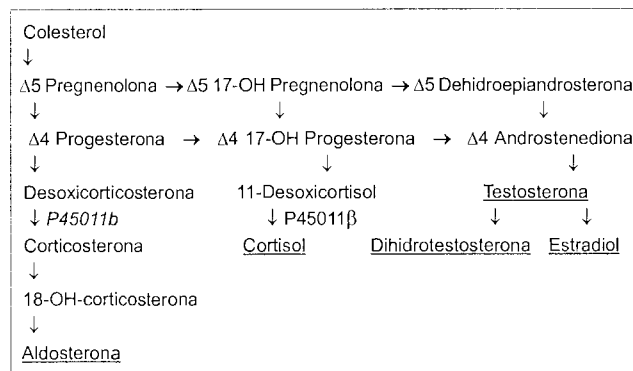 Colesterol
↓
Δ5 Pregnenolona → Δ5 17-OH Pregnenolona → Δ5 Dehidroepiandrosterona
↓ ↓ ↓
Δ4 Progesterona → Δ4 17-OH Progesterona → Δ4 Androstenediona
↓ ↓ ↓
Desoxicorticosterona 11-Desoxicortisol Testosterona
↓ P45011b ↓ P45011β ↓ ↓
Corticosterona Cortisol Dihidrotestosterona Estradiol
↓
18-OH-corticosterona
↓
Aldosterona